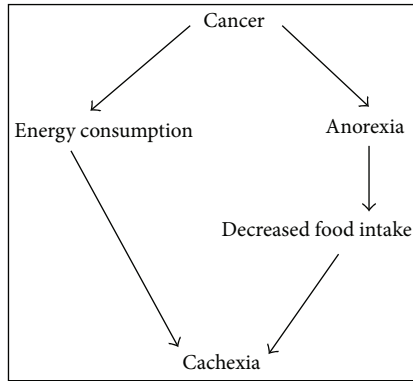 Cancer
Energy consumption
Anorexia
Decreased food intake
Cachexia